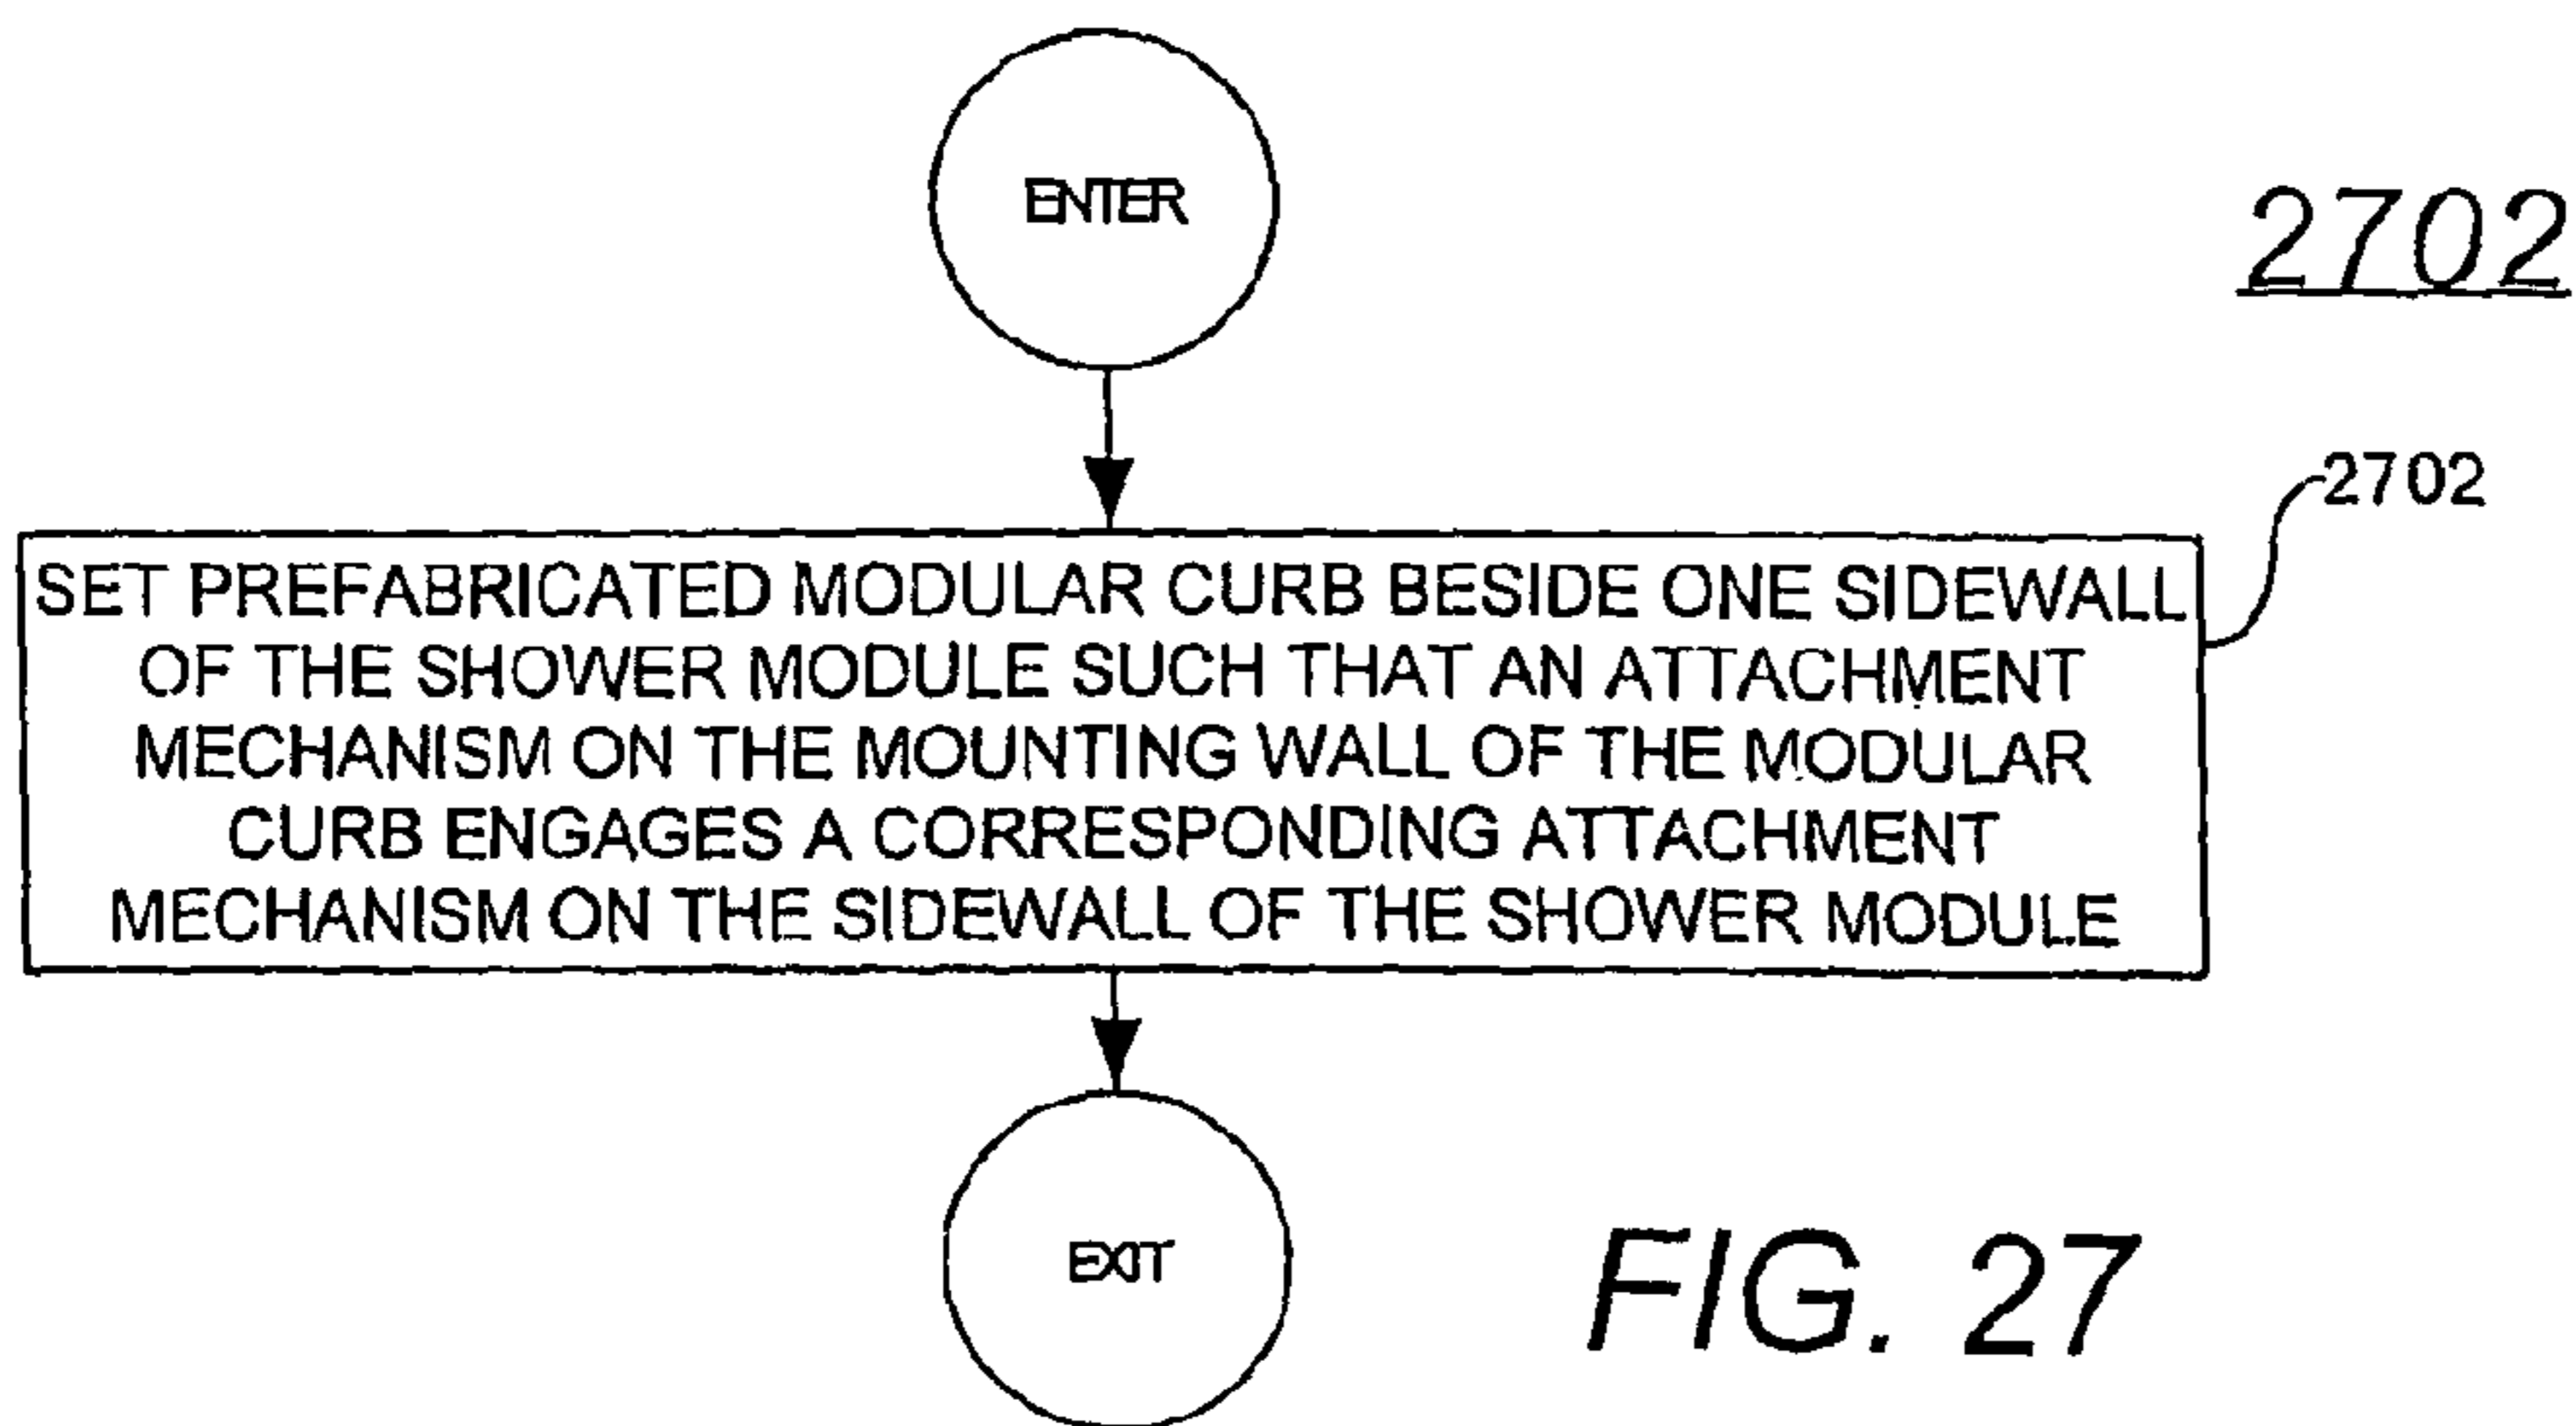 ENTER
2702
2702
SET PREFABRICATED MODULAR CURB BESIDE ONE SIDEWALL
OF THE SHOWER MODULE SUCH THAT AN ATTACHMENT
MECHANISM ON THE MOUNTING WALL OF THE MODULAR
CURB ENGAGES A CORRESPONDING ATTACHMENT
MECHANISM ON THE SIDEWALL OF THE SHOWER MODULE
EXIT
FIG. 27